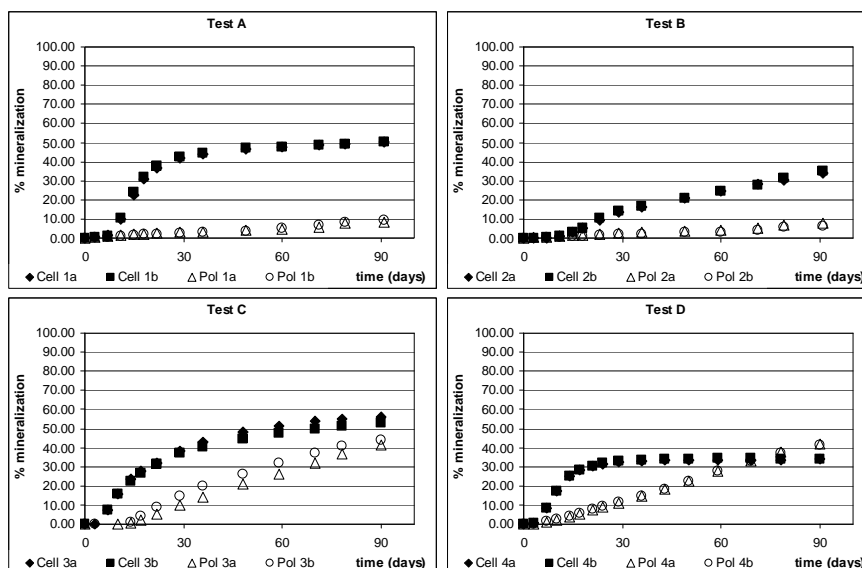 Test A
% mineralization
100.00
90.00
80.00
70.00
60.00
50.00
40.00
30.00
20.00
10.00
0.00
0 30 60 90
time (days)
Cell 1a Cell 1b Pol 1a Pol 1b
Test B
% mineralization
100.00
90.00
80.00
70.00
60.00
50.00
40.00
30.00
20.00
10.00
0.00
0 30 60 90
time (days)
Cell 2a Cell 2b Pol 2a Pol 2b
Test C
% mineralization
100.00
90.00
80.00
70.00
60.00
50.00
40.00
30.00
20.00
10.00
0.00
0 30 60 90
time (days)
Cell 3a Cell 3b Pol 3a Pol 3b
Test D
% mineralization
100.00
90.00
80.00
70.00
60.00
50.00
40.00
30.00
20.00
10.00
0.00
0 30 60 90
time (days)
Cell 4a Cell 4b Pol 4a Pol 4b